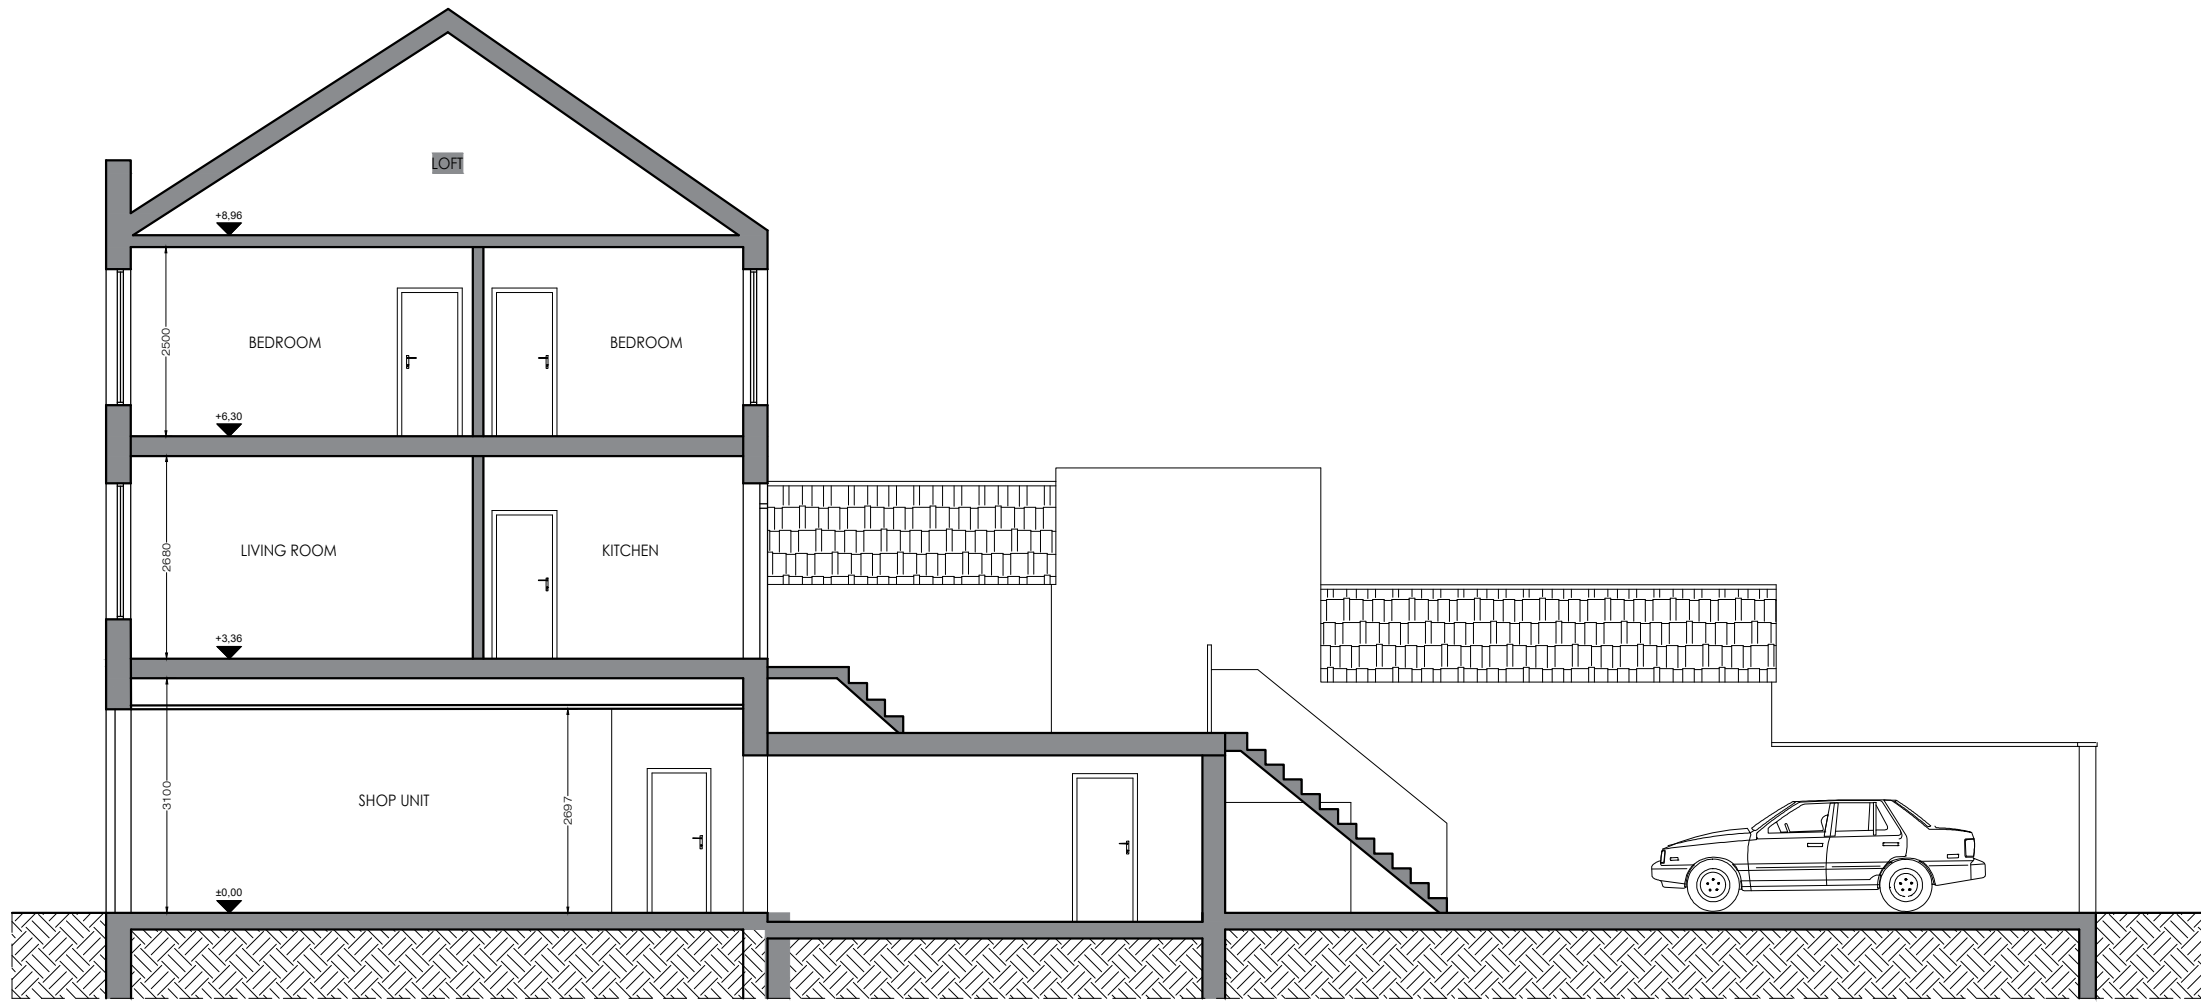 LOFT
+8,96
2500
BEDROOM
BEDROOM
+6,30
2680
LIVING ROOM
KITCHEN
+3,36
3100
SHOP UNIT
2697
±0,00